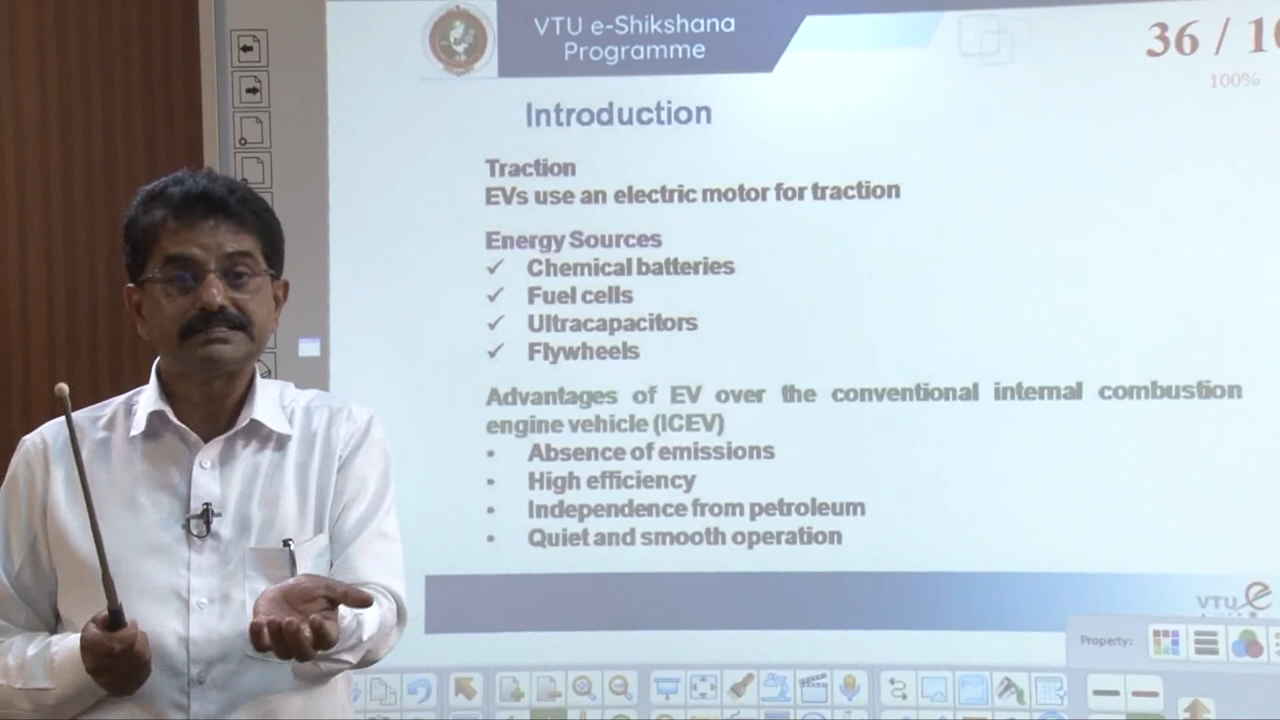 VTU e-Shikshana
Programme
36 / 10
100%
Introduction
Traction
EVs use an electric motor for traction
Energy Sources
✓ Chemical batteries
✓ Fuel cells
✓ Ultracapacitors
✓ Flywheels
Advantages of EV over the conventional internal combustion
engine vehicle (ICEV)
• Absence of emissions
• High efficiency
• Independence from petroleum
• Quiet and smooth operation
VTU e
Property: